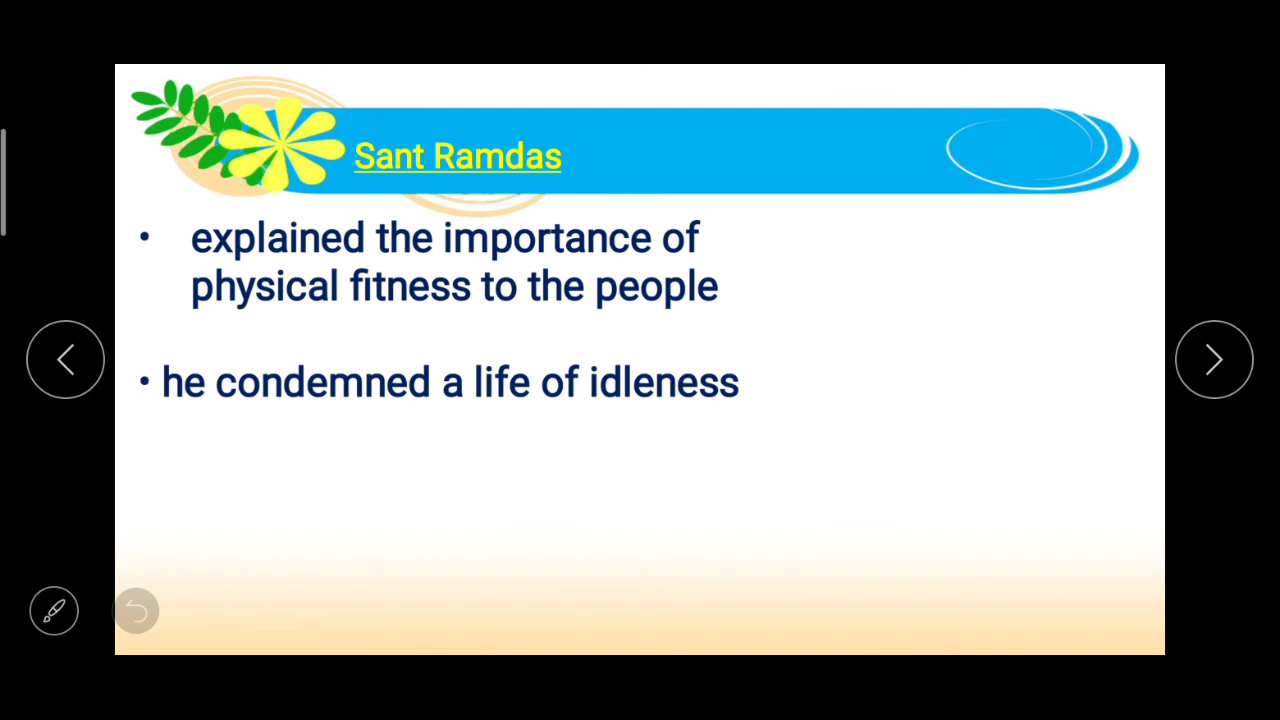 Sant Ramdas
• explained the importance of
physical fitness to the people
• he condemned a life of idleness